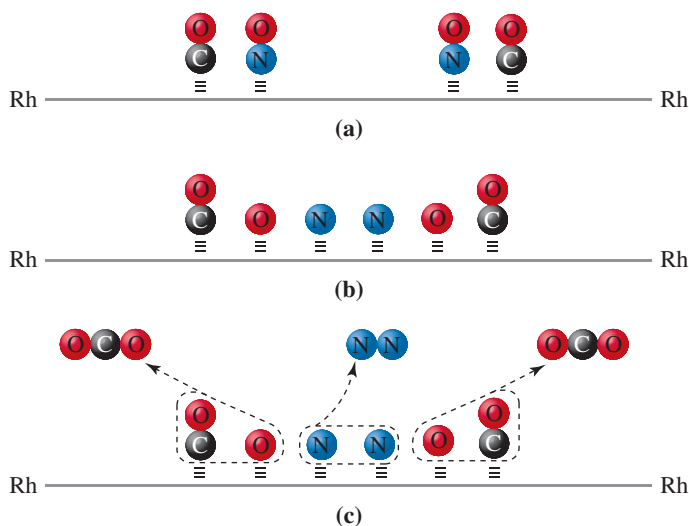 O O O O
C N N C
Rh Rh
(a)
O O
C O N N O C
Rh Rh
(b)
O C O N N O C O
O O
C O N N O C
Rh Rh
(c)